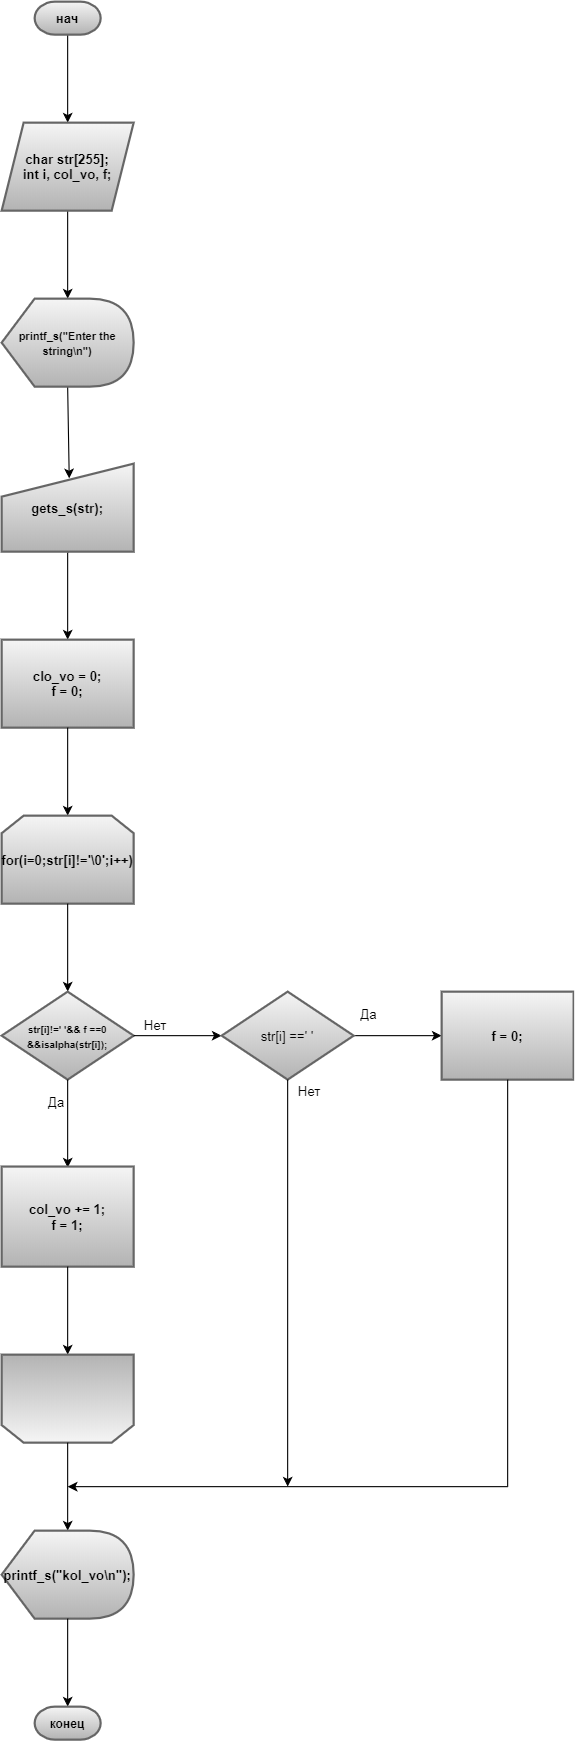 нач
char str[255];
int i, col_vo, f;
printf_s("Enter the
string\n")
gets_s(str);
clo_vo = 0;
f = 0;
for(i=0;str[i]!='\0';i++)
str[i]!=' '&& f ==0
&&isalpha(str[i]);
Нет
str[i] ==' '
Да
f = 0;
Да
Нет
col_vo += 1;
f = 1;
printf_s("kol_vo\n");
конец